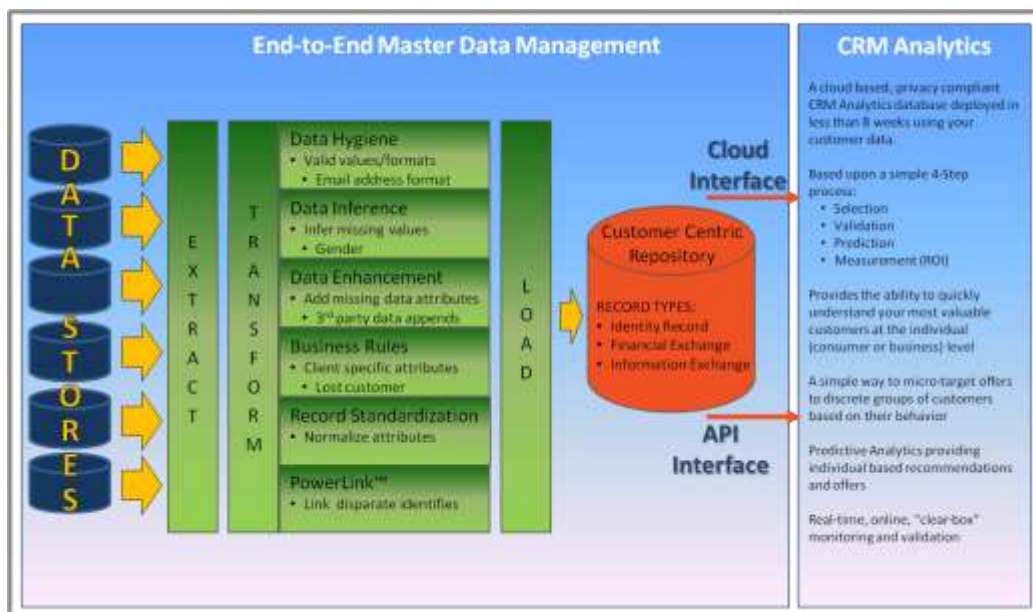 End-to-End Master Data Management
DATA STORES
EXTRACT
TRANSFORM
Data Hygiene
• Valid values/formats
• Email address format
Data Inference
• Infer missing values
• Gender
Data Enhancement
• Add missing data attributes
• 3rd party data appends
Business Rules
• Client specific attributes
• Lost customer
Record Standardization
• Normalize attributes
PowerLink™
• Link disparate identifies
LOAD
Customer Centric
Repository
RECORD TYPES:
• Identity Record
• Financial Exchange
• Information Exchange
Cloud
Interface
API
Interface
CRM Analytics
A cloud based, privacy compliant
CRM Analytics database deployed in
less than 8 weeks using your
customer data
Based upon a simple 4-Step
process:
• Selection
• Validation
• Prediction
• Measurement (ROI)
Provides the ability to quickly
understand your most valuable
customers at the individual
(consumer or business) level
A simple way to micro-target offers
to discrete groups of customers
based on their behavior
Predictive Analytics providing
individual based recommendations
and offers
Real-time, online, "clear-box"
monitoring and validation